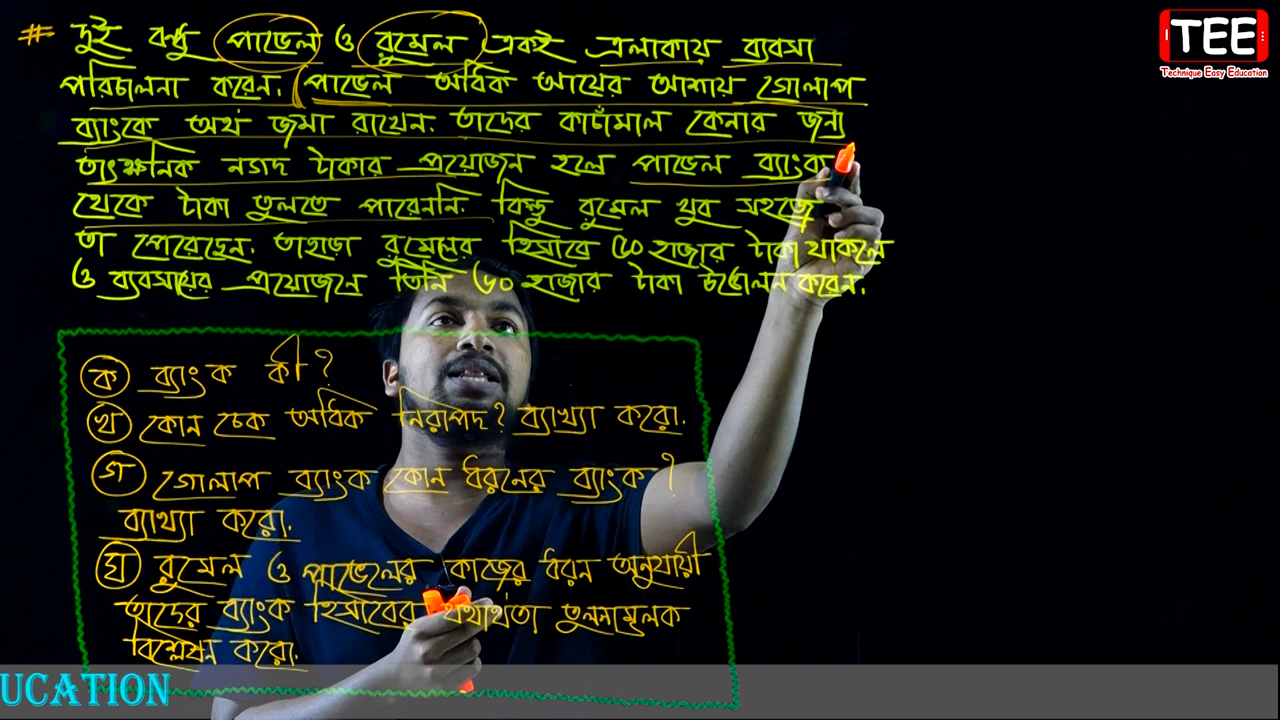 # দুই বন্ধু পাভেল ও রুমেল একই এলাকায় ব্যবসা
পরিচালনা করেন। পাভেল অধিক আয়ের আশায় গোলাপ
ব্যাংকে অর্থ জমা রাখেন। তাদের কাচাঁমাল কেনার জন্য
তাৎক্ষনিক নগদ টাকার প্রয়োজন হলে পাভেল ব্যাংক
থেকে টাকা তুলতে পারেননি। কিন্তু রুমেল খুব সহজে
তা পেরেছেন। তাছাড়া রুমেলের হিসাবে ৫০ হাজার টাকা থাকলে
ও ব্যবসায়ের প্রয়োজনে তিনি ৬০ হাজার টাকা উত্তোলন করেন।
ক ব্যাংক কী?
খ কোন চেক অধিক নিরাপদ? ব্যাখ্যা করো।
গ গোলাপ ব্যাংক কোন ধরনের ব্যাংক?
ব্যাখ্যা করো।
ঘ রুমেল ও পাভেলের কাজের ধরন অনুযায়ী
তাদের ব্যাংক হিসাবের যথার্থতা তুলনামূলক
বিশ্লেষন করো।
TEE
Technique Easy Education
UCATION